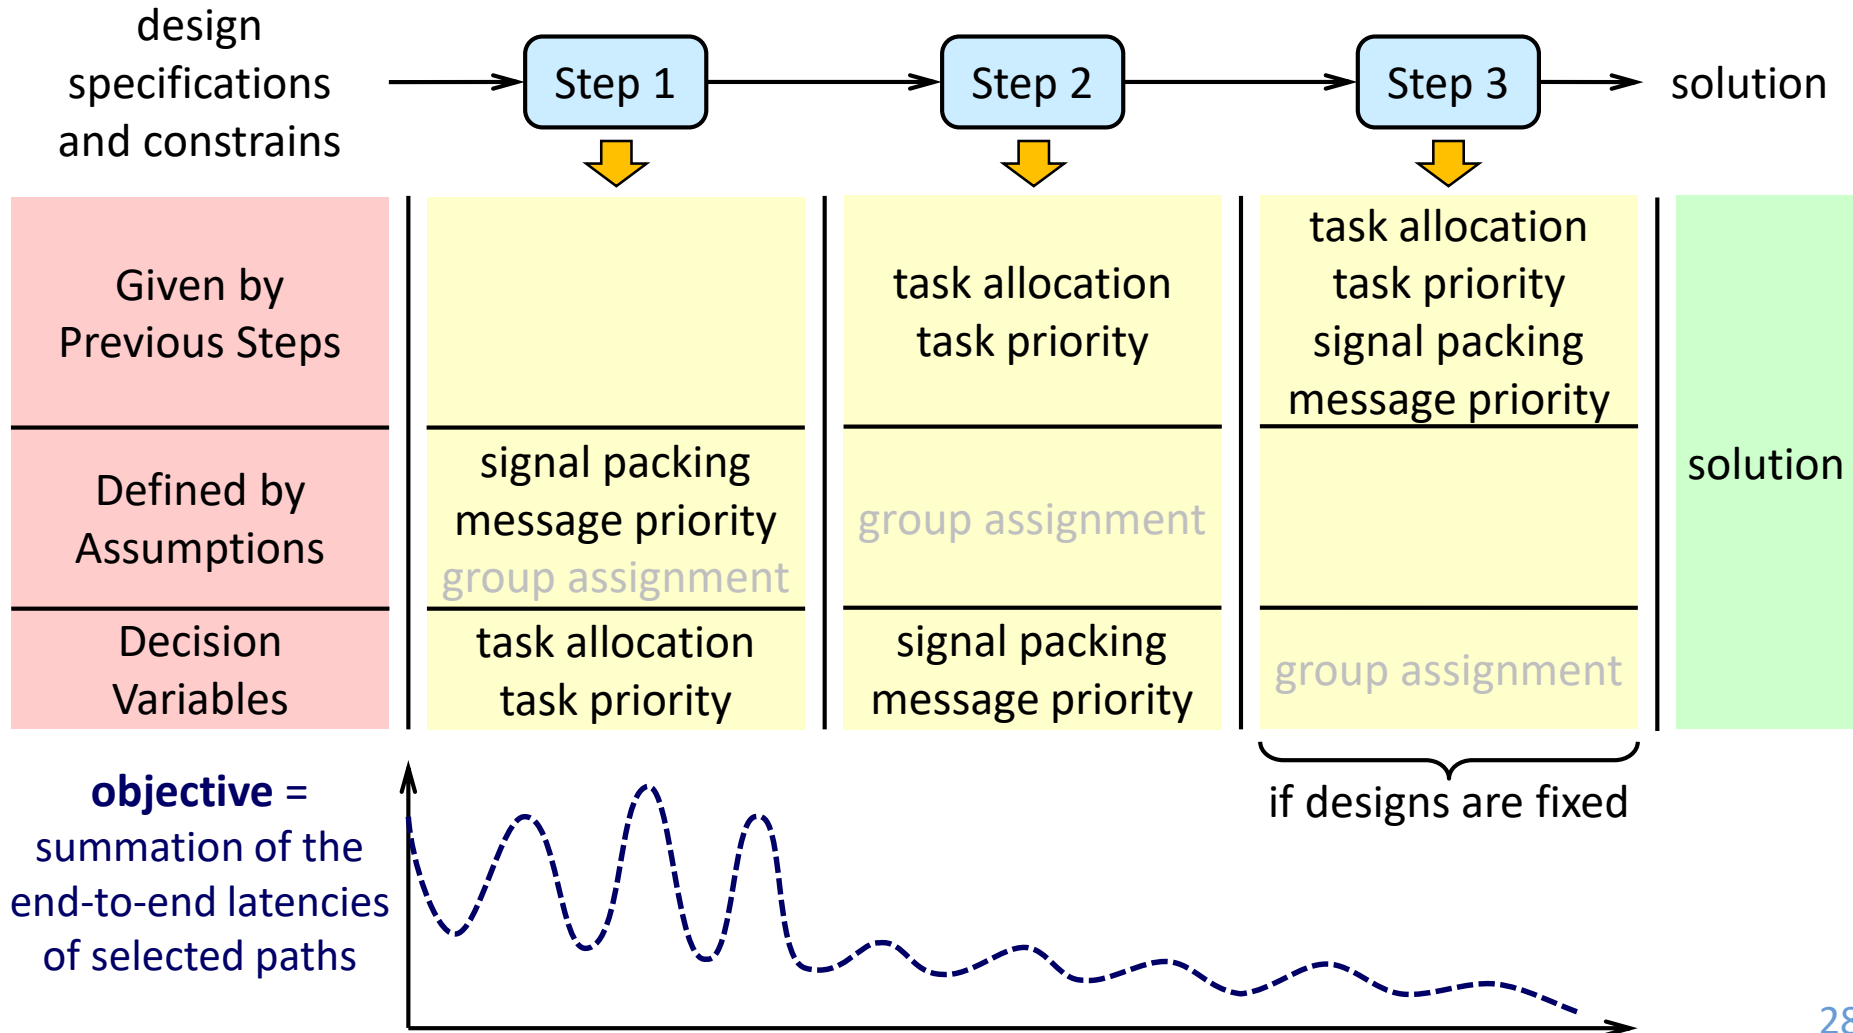 design
specifications
and constrains
Step 1
Step 2
Step 3
solution
Given by
Previous Steps
task allocation
task priority
task allocation
task priority
signal packing
message priority
Defined by
Assumptions
signal packing
message priority
group assignment
group assignment
solution
Decision
Variables
task allocation
task priority
signal packing
message priority
group assignment
objective =
summation of the
end-to-end latencies
of selected paths
if designs are fixed
28